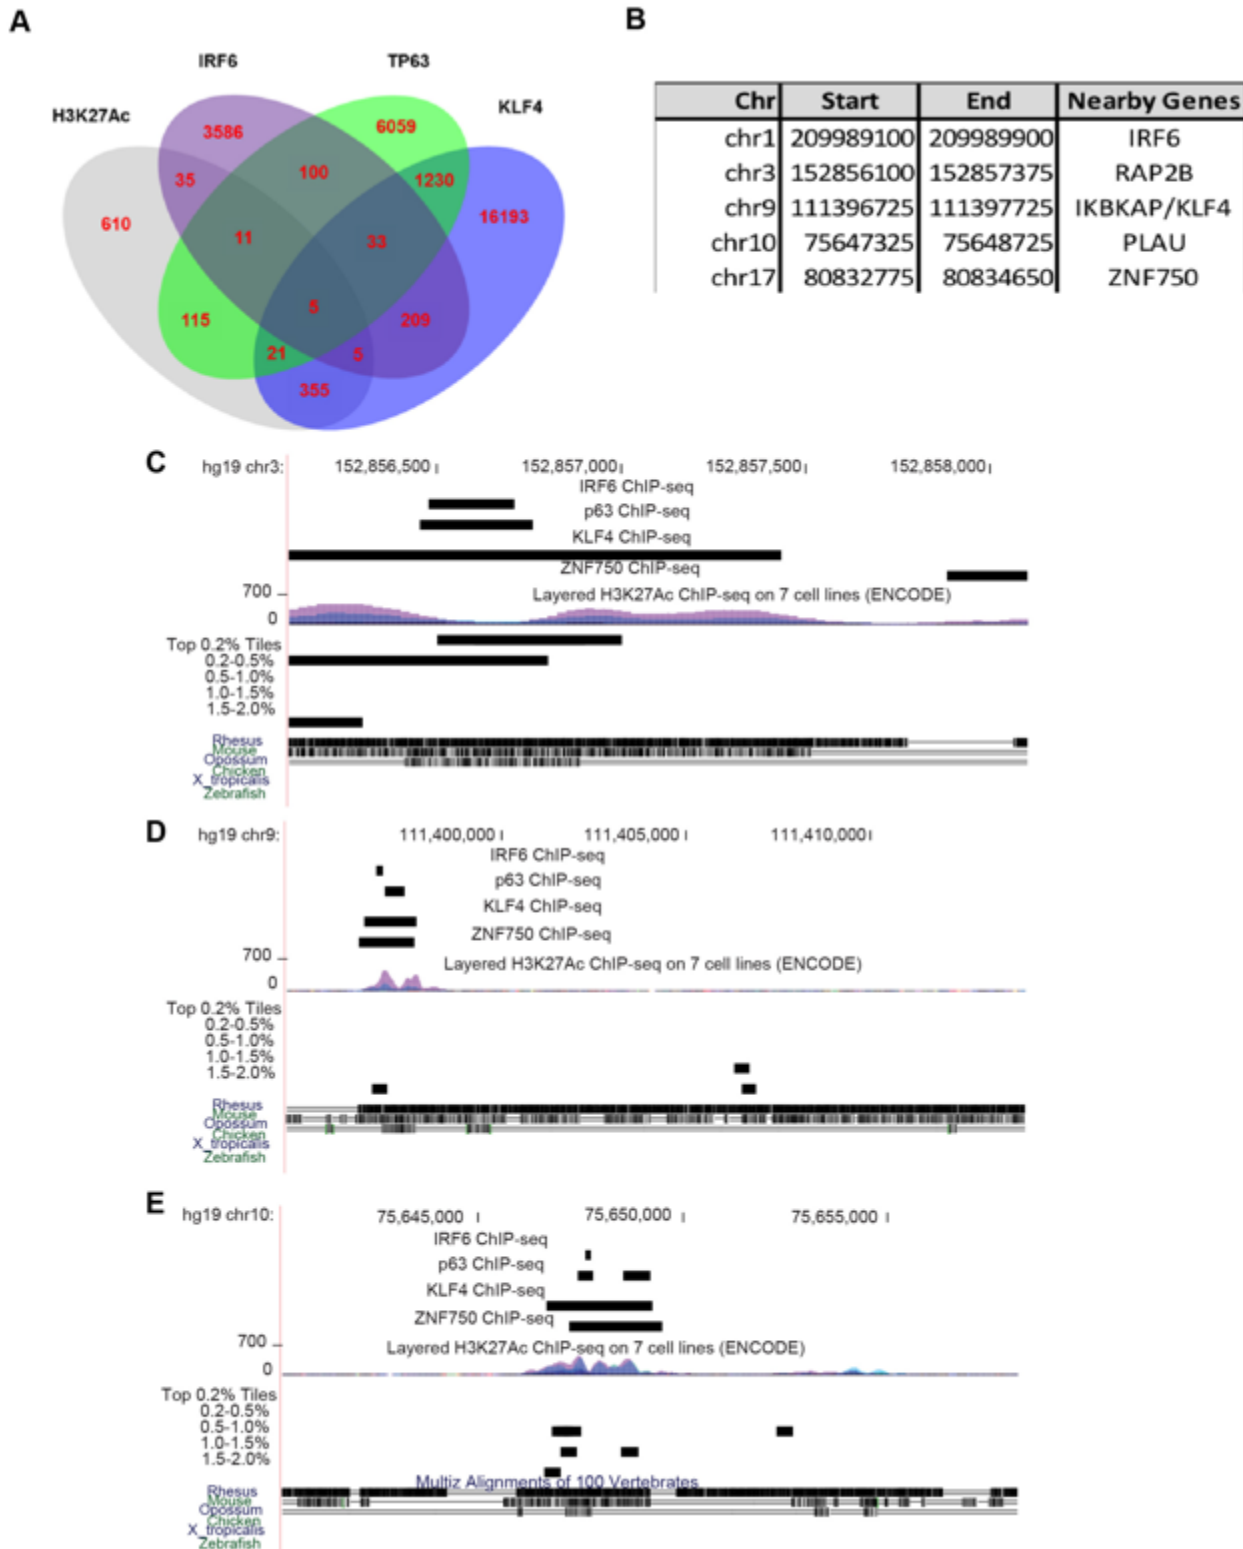 A
B
IRF6
TP63
H3K27Ac
KLF4
3586
6059
35
100
1230
610
16193
11
33
5
115
209
21
5
355
Chr Start End Nearby Genes
chr1 209989100 209989900 IRF6
chr3 152856100 152857375 RAP2B
chr9 111396725 111397725 IKBKAP/KLF4
chr10 75647325 75648725 PLAU
chr17 80832775 80834650 ZNF750
C
hg19 chr3: 152,856,500 152,857,000 152,857,500 152,858,000
IRF6 ChIP-seq
p63 ChIP-seq
KLF4 ChIP-seq
ZNF750 ChIP-seq
700 Layered H3K27Ac ChIP-seq on 7 cell lines (ENCODE)
0
Top 0.2% Tiles
0.2-0.5%
0.5-1.0%
1.0-1.5%
1.5-2.0%
Rhesus
Mouse
Opossum
Chicken
X_tropicalis
Zebrafish
D
hg19 chr9: 111,400,000 111,405,000 111,410,000
IRF6 ChIP-seq
p63 ChIP-seq
KLF4 ChIP-seq
ZNF750 ChIP-seq
700 Layered H3K27Ac ChIP-seq on 7 cell lines (ENCODE)
0
Top 0.2% Tiles
0.2-0.5%
0.5-1.0%
1.0-1.5%
1.5-2.0%
Rhesus
Mouse
Opossum
Chicken
X_tropicalis
Zebrafish
E
hg19 chr10: 75,645,000 75,650,000 75,655,000
IRF6 ChIP-seq
p63 ChIP-seq
KLF4 ChIP-seq
ZNF750 ChIP-seq
700 Layered H3K27Ac ChIP-seq on 7 cell lines (ENCODE)
0
Top 0.2% Tiles
0.2-0.5%
0.5-1.0%
1.0-1.5%
1.5-2.0%
Multiz Alignments of 100 Vertebrates
Rhesus
Mouse
Opossum
Chicken
X_tropicalis
Zebrafish